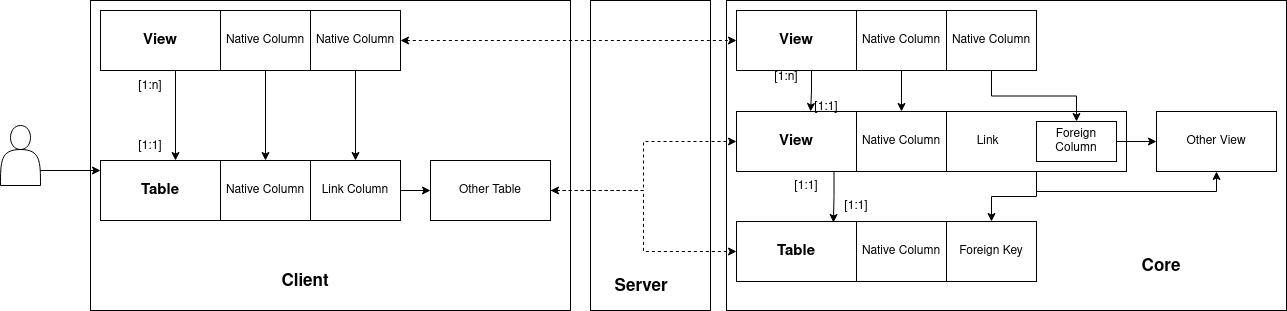 View
Native Column
Native Column
[1:n]
[1:1]
Table
Native Column
Link Column
Other Table
Client
Server
View
Native Column
Native Column
[1:n]
[1:1]
View
Native Column
Link
Foreign
Column
Other View
[1:1]
[1:1]
Table
Native Column
Foreign Key
Core